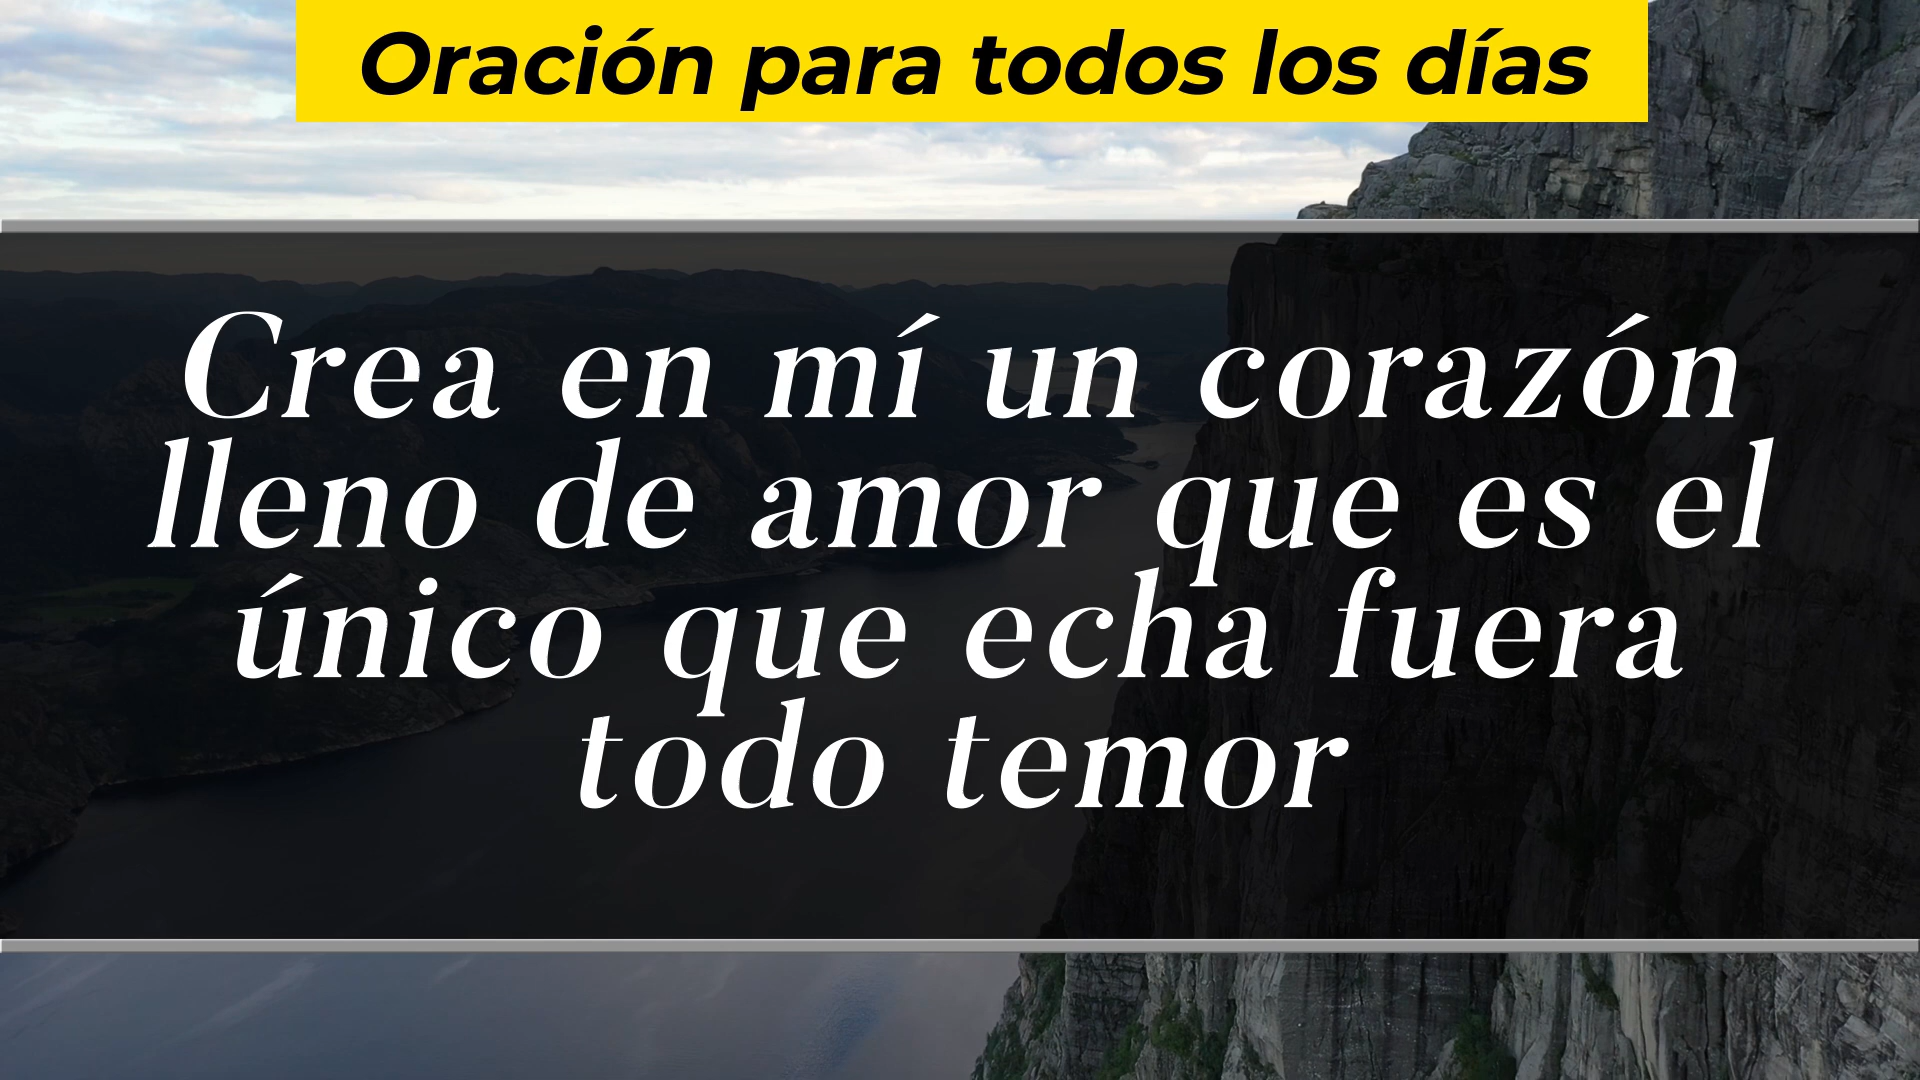 Oración para todos los días
Crea en mí un corazón
lleno de amor que es el
único que echa fuera
todo temor